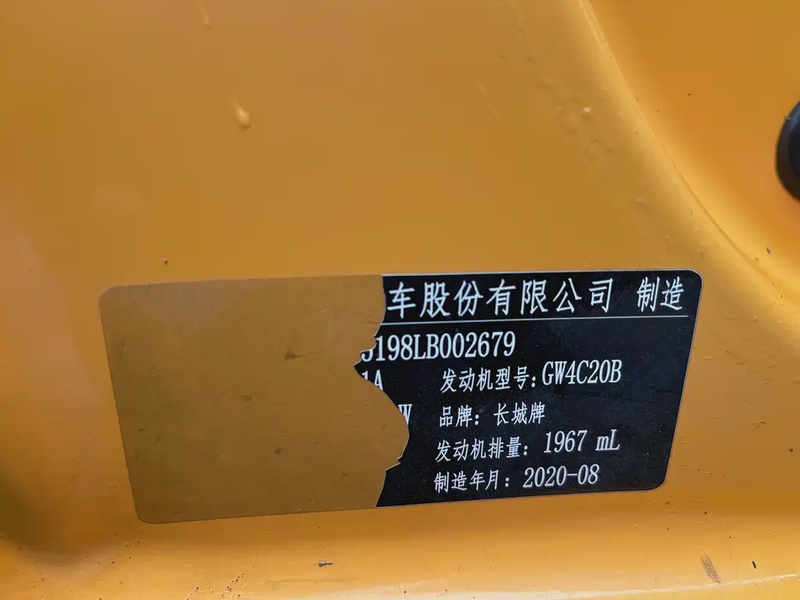 车股份有限公司 制造
J198LB002679
1A 发动机型号:GW4C20B
W 品牌: 长城牌
发动机排量: 1967 mL
制造年月: 2020-08